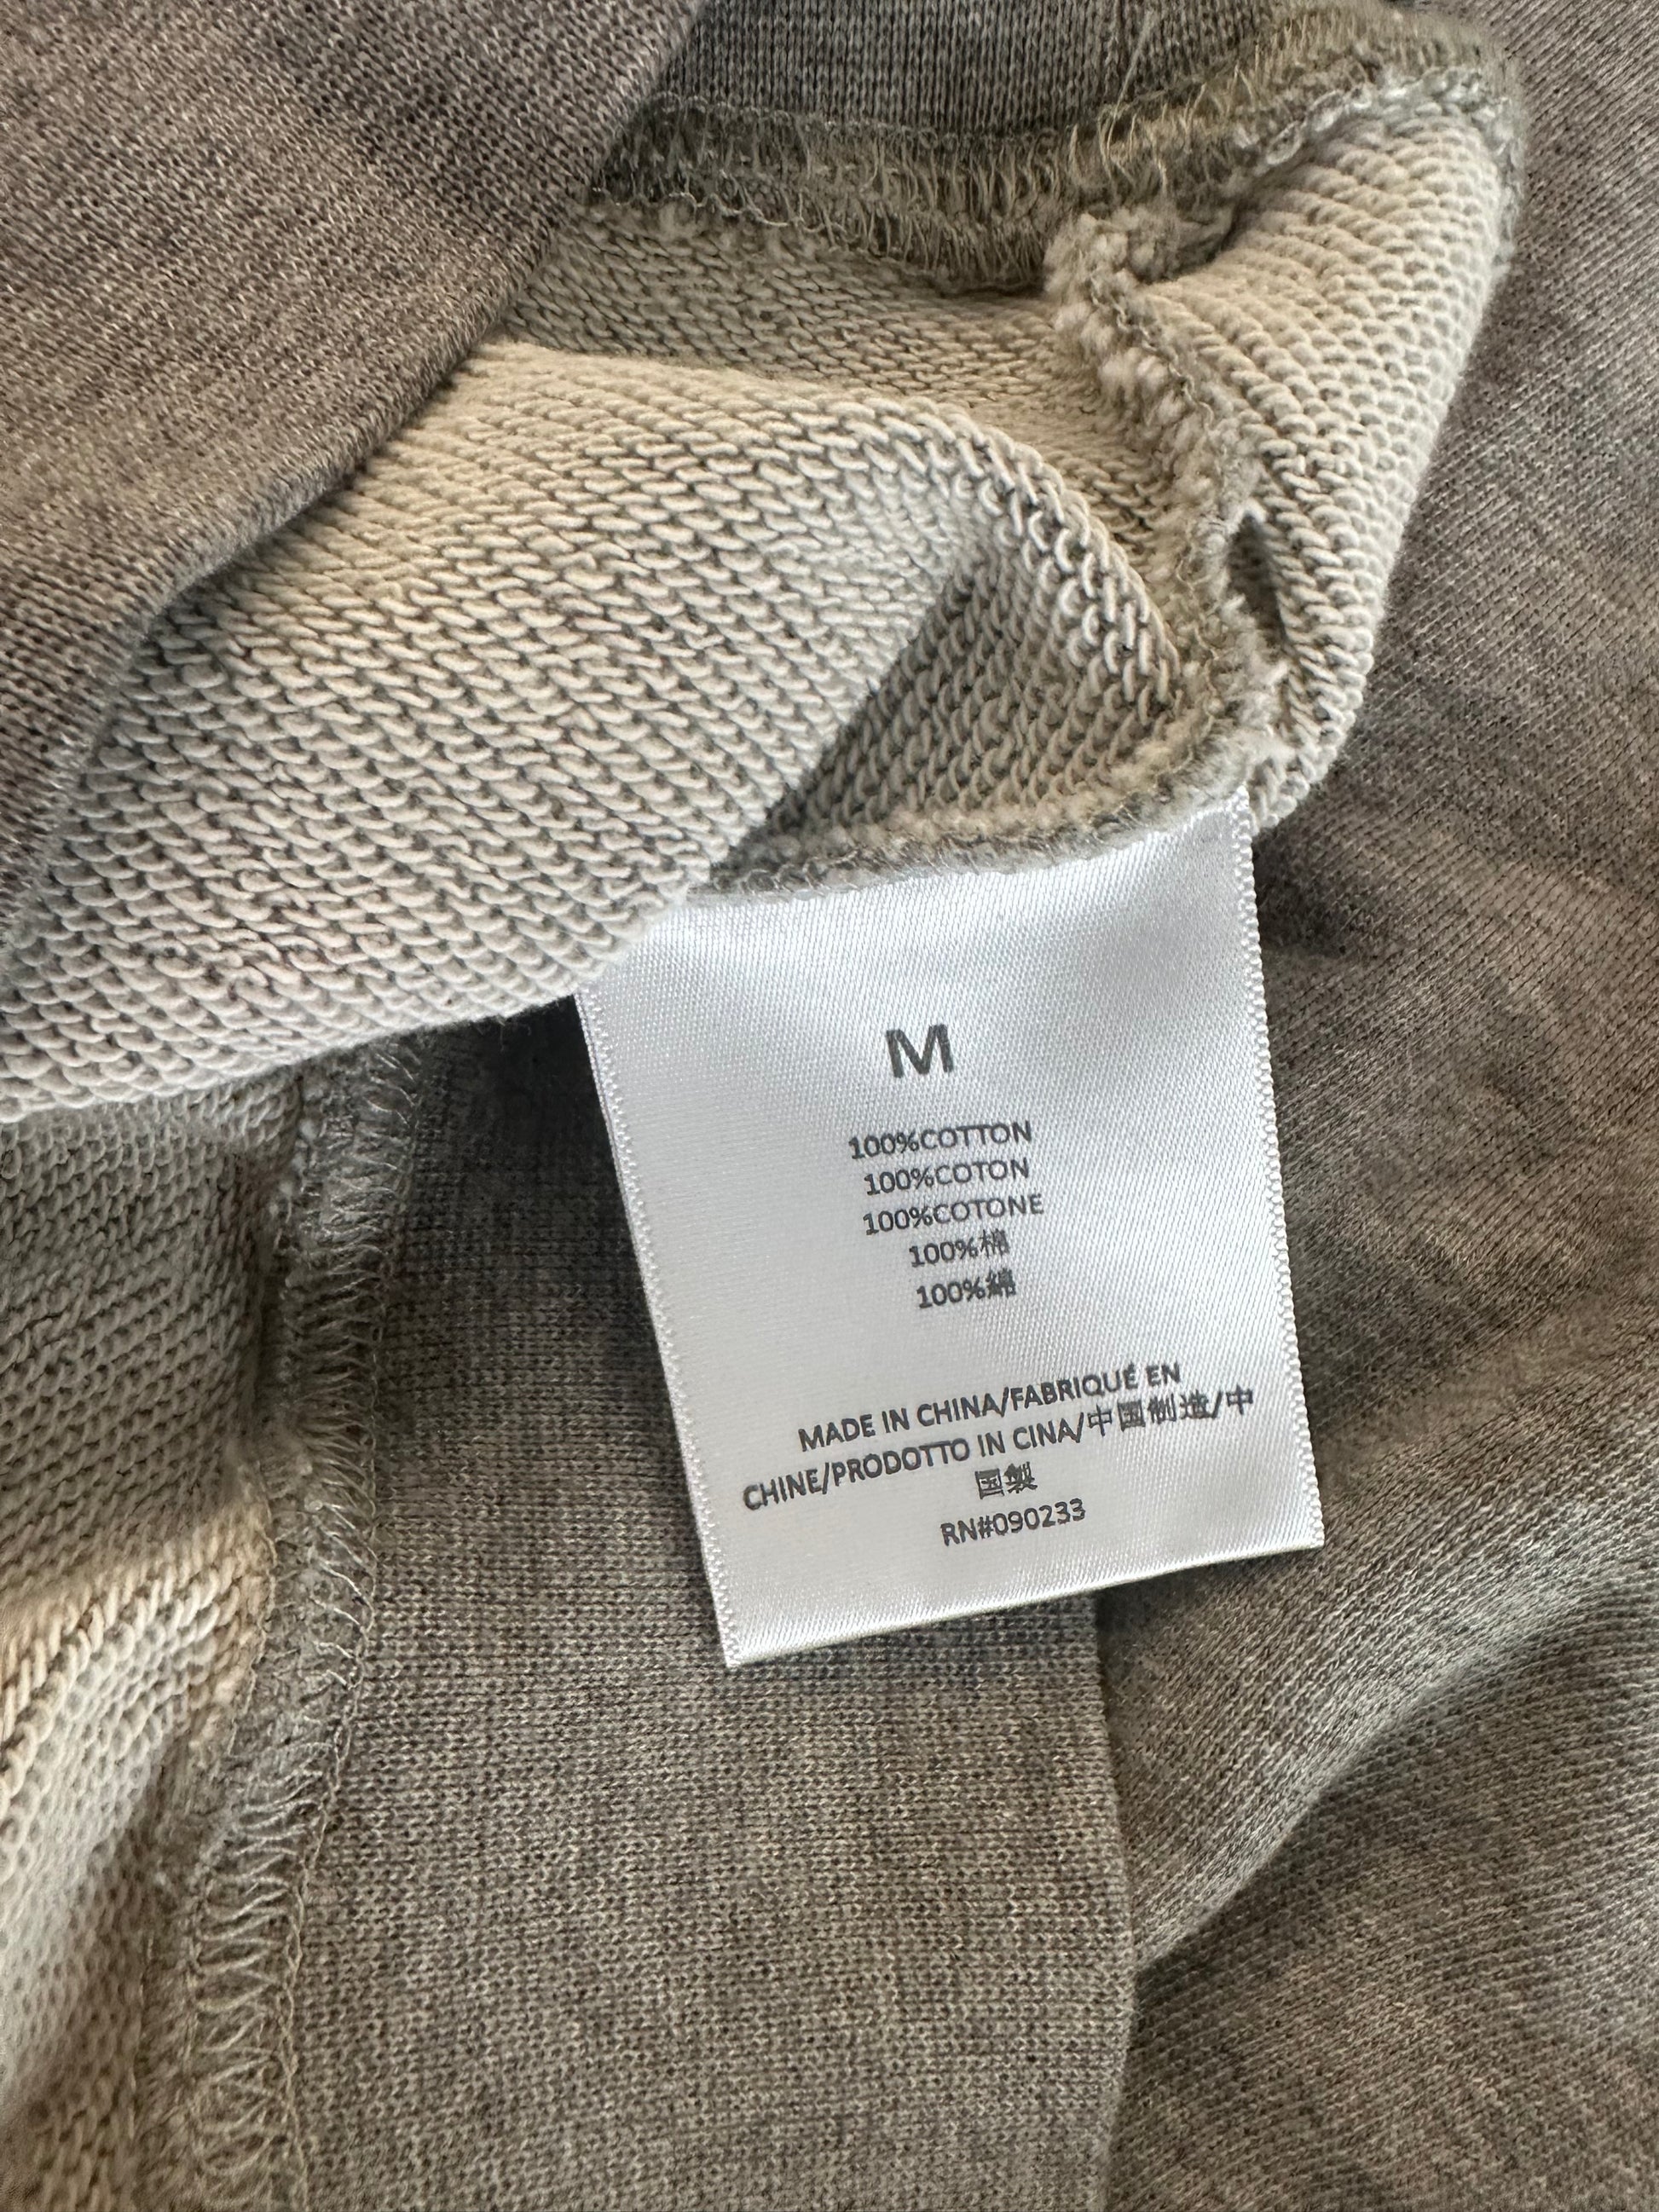 M
100%COTTON
100%COTON
100%COTONE
100%棉
100%綿
MADE IN CHINA/FABRIQUÉ EN
CHINE/PRODOTTO IN CINA/中国制造/中
国製
RN#090233